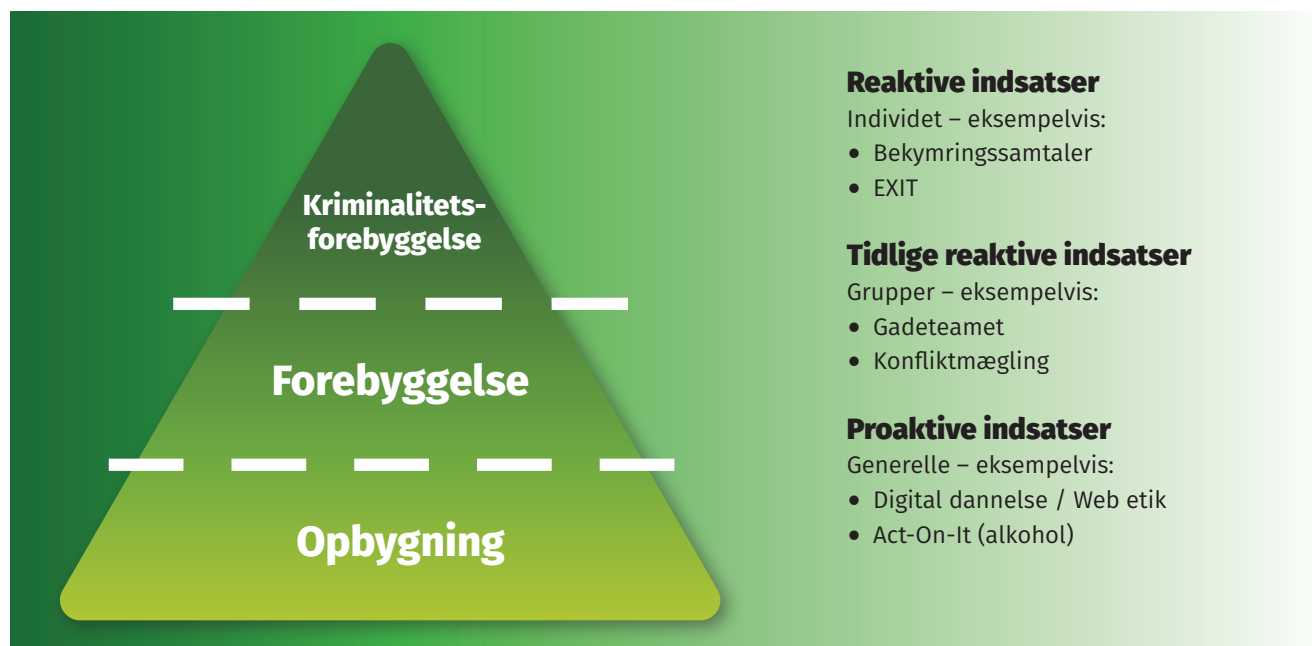 Kriminalitets-
forebyggelse
Forebyggelse
Opbygning
Reaktive indsatser
Individet – eksempelvis:
• Bekymringssamtaler
• EXIT
Tidlige reaktive indsatser
Grupper – eksempelvis:
• Gadeteamet
• Konfliktmægling
Proaktive indsatser
Generelle – eksempelvis:
• Digital dannelse / Web etik
• Act-On-It (alkohol)